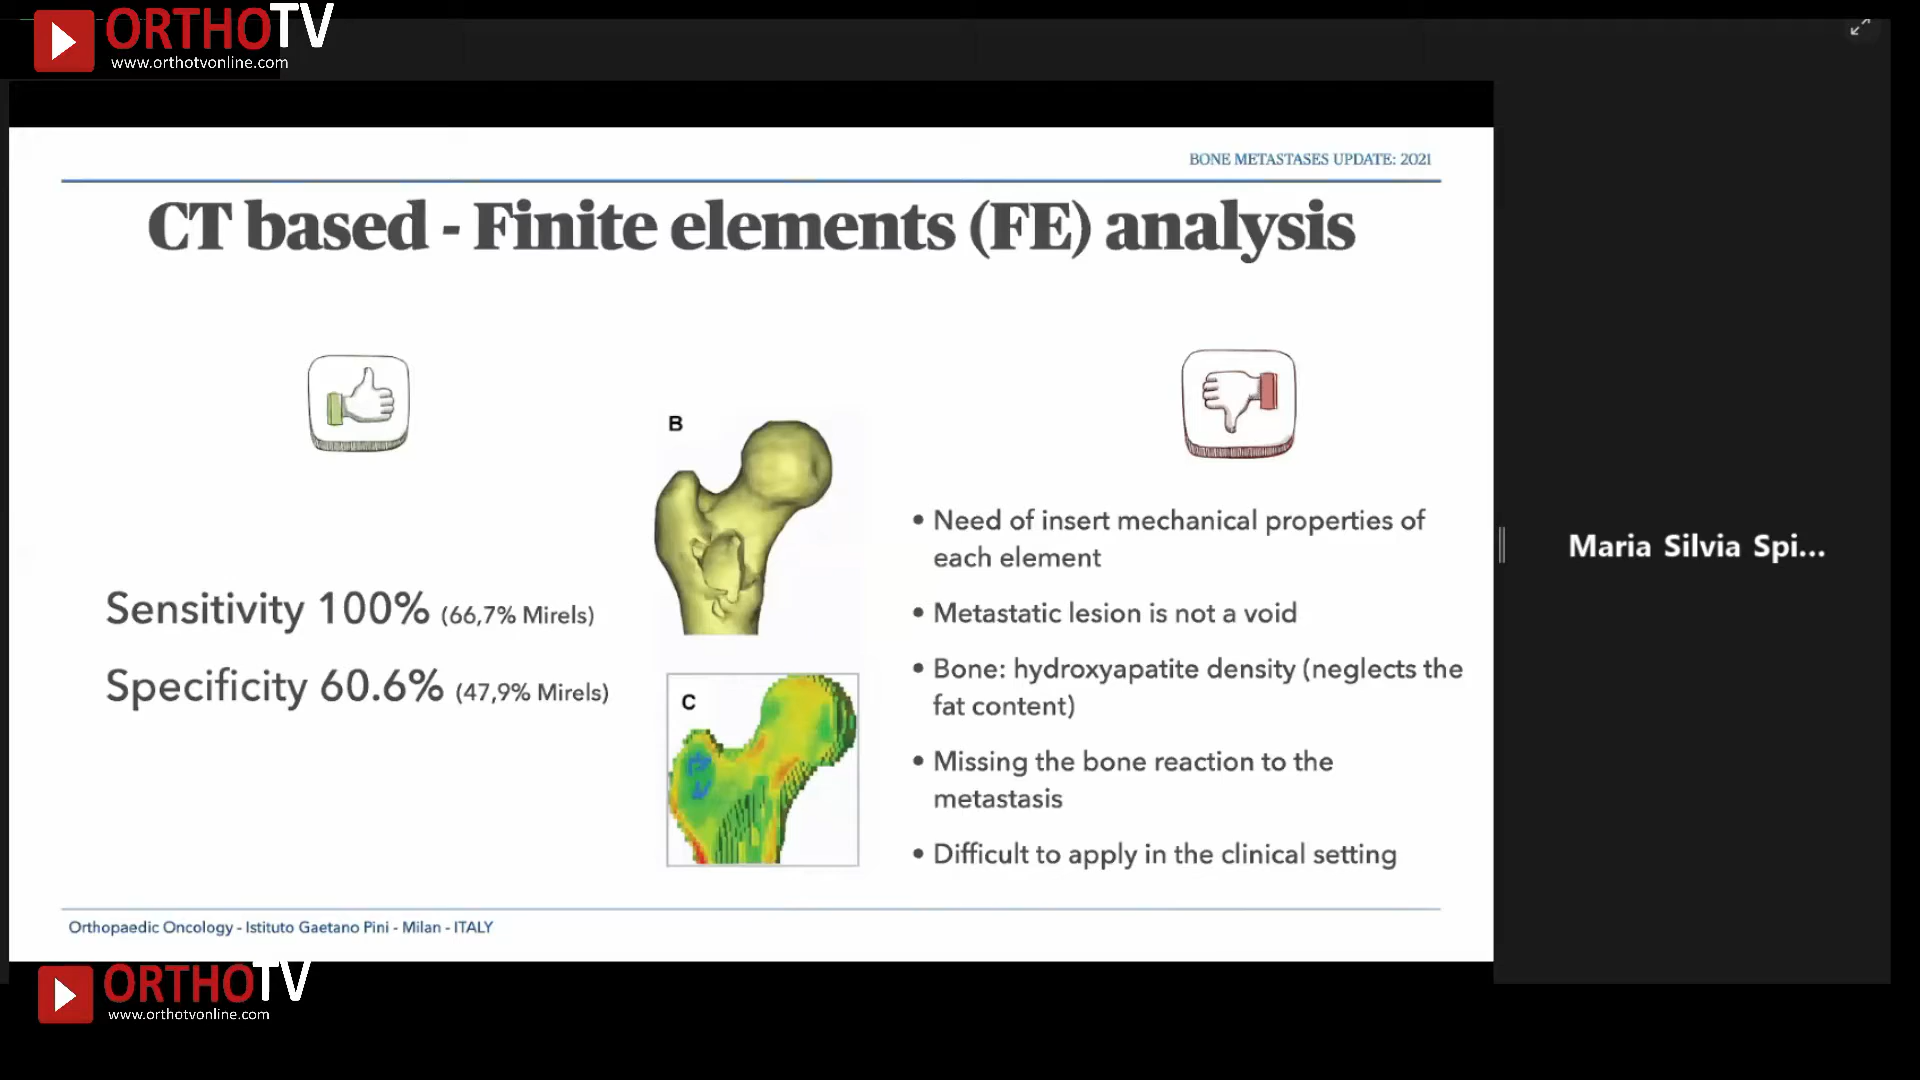 ORTHOTV
www.orthotvonline.com
BONE METASTASES UPDATE: 2021
CT based - Finite elements (FE) analysis
Sensitivity 100% (66,7% Mirels)
Specificity 60.6% (47,9% Mirels)
B
C
• Need of insert mechanical properties of
each element
• Metastatic lesion is not a void
• Bone: hydroxyapatite density (neglects the
fat content)
• Missing the bone reaction to the
metastasis
• Difficult to apply in the clinical setting
Maria Silvia Spi...
Orthopaedic Oncology - Istituto Gaetano Pini - Milan - ITALY
ORTHOTV
www.orthotvonline.com